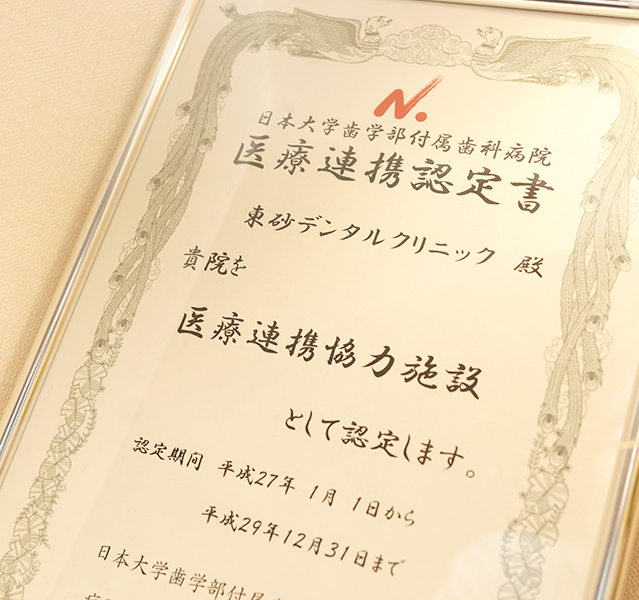 N.
日本大学歯学部付属歯科病院
医療連携認定書
東砂デンタルクリニック 殿
貴院を
医療連携協力施設
として認定します。
認定期間 平成27年 1月 1日から
平成29年12月31日まで
日本大学歯学部付属